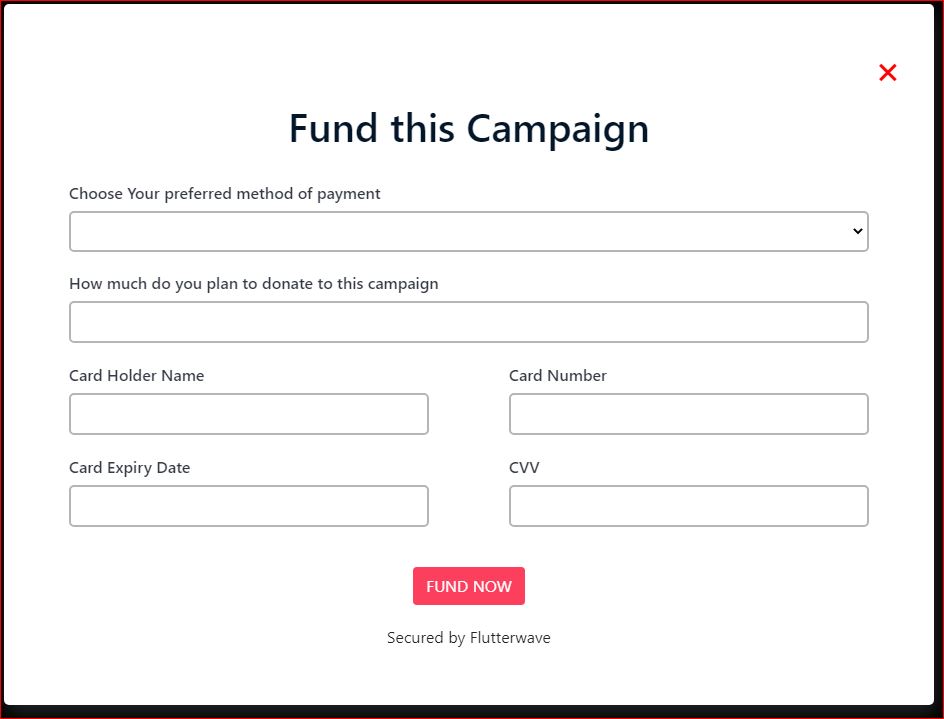 Fund this Campaign
Choose Your preferred method of payment
How much do you plan to donate to this campaign
Card Holder Name
Card Number
Card Expiry Date
CVV
FUND NOW
Secured by Flutterwave